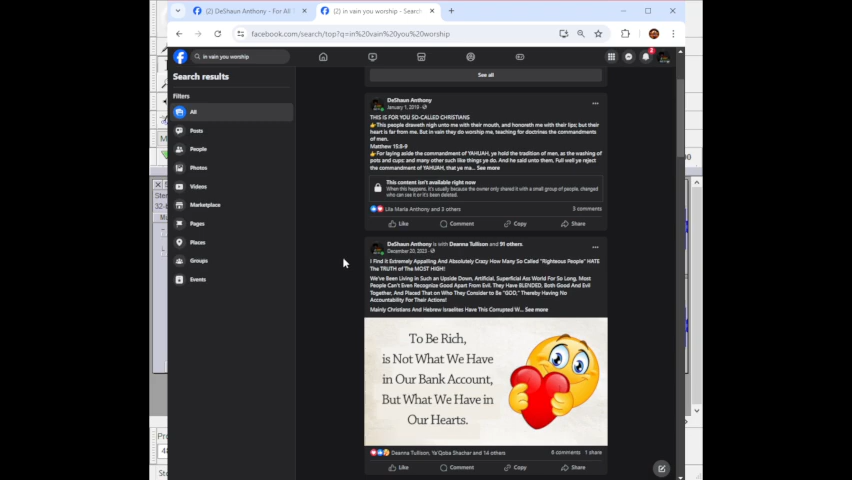 (2) DeShaun Anthony - For All T
(2) in vain you worship - Search
facebook.com/search/top?q=in%20vain%20you%20worship
in vain you worship
2
Search results
Filters
All
Posts
People
Photos
Videos
Marketplace
Pages
Places
Groups
Events
See all
DeShaun Anthony
January 1, 2019
THIS IS FOR YOU SO-CALLED CHRISTIANS
👉This people draweth nigh unto me with their mouth, and honoreth me with their lips; but their
heart is far from me. But in vain they do worship me, teaching for doctrines the commandments
of men.
Matthew 15:8-9
👉For laying aside the commandment of YAHUAH, ye hold the tradition of men, as the washing of
pots and cups: and many other such like things ye do. And he said unto them, Full well ye reject
the commandment of YAHUAH, that ye ma... See more
This content isn't available right now
When this happens, it's usually because the owner only shared it with a small group of people, changed
who can see it or it's been deleted.
Lila Maria Anthony and 3 others
3 comments
Like
Comment
Copy
Share
DeShaun Anthony is with Deanna Tullison and 91 others.
December 20, 2023
I Find it Extremely Appalling And Absolutely Crazy How Many So Called "Righteous People" HATE
The TRUTH of The MOST HIGH!
We've Been Living in Such an Upside Down, Artificial, Superficial Ass World For So Long, Most
People Can't Even Recognize Good Apart From Evil. They Have BLENDED, Both Good And Evil
Together, And Placed That on Who They Consider to Be "GOD," Thereby Having No
Accountability For Their Actions!
Mainly Christians And Hebrew Israelites Have This Corrupted W... See more
To Be Rich,
is Not What We Have
in Our Bank Account,
But What We Have in
Our Hearts.
Deanna Tullison, Ya'Qoba Shachar and 14 others
6 comments 1 share
Like
Comment
Copy
Share